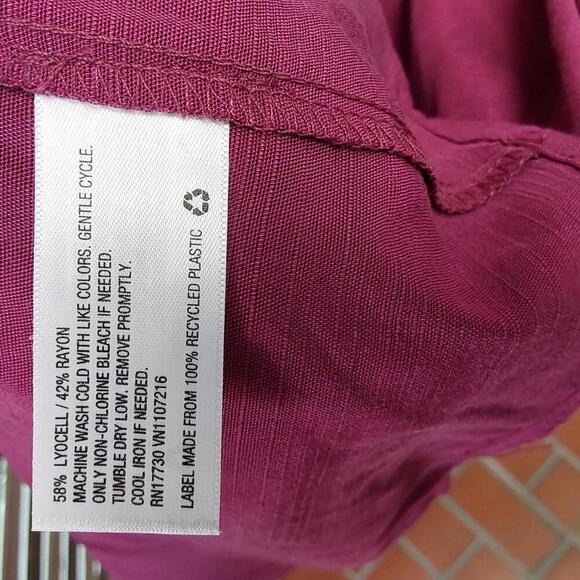 58% LYOCELL / 42% RAYON
MACHINE WASH COLD WITH LIKE COLORS. GENTLE CYCLE.
ONLY NON-CHLORINE BLEACH IF NEEDED.
TUMBLE DRY LOW. REMOVE PROMPTLY.
COOL IRON IF NEEDED.
RN17730 VN1107216
LABEL MADE FROM 100% RECYCLED PLASTIC